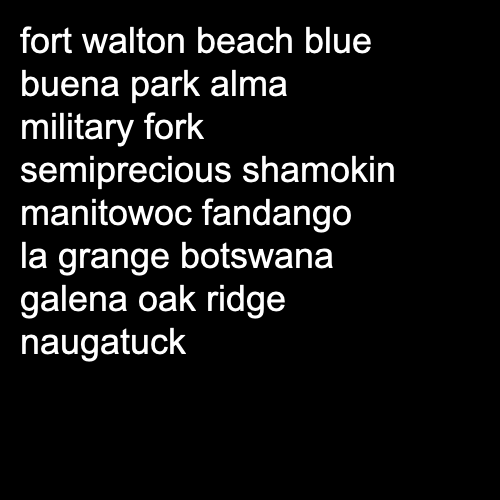 fort walton beach blue
buena park alma
military fork
semiprecious shamokin
manitowoc fandango
la grange botswana
galena oak ridge
naugatuck